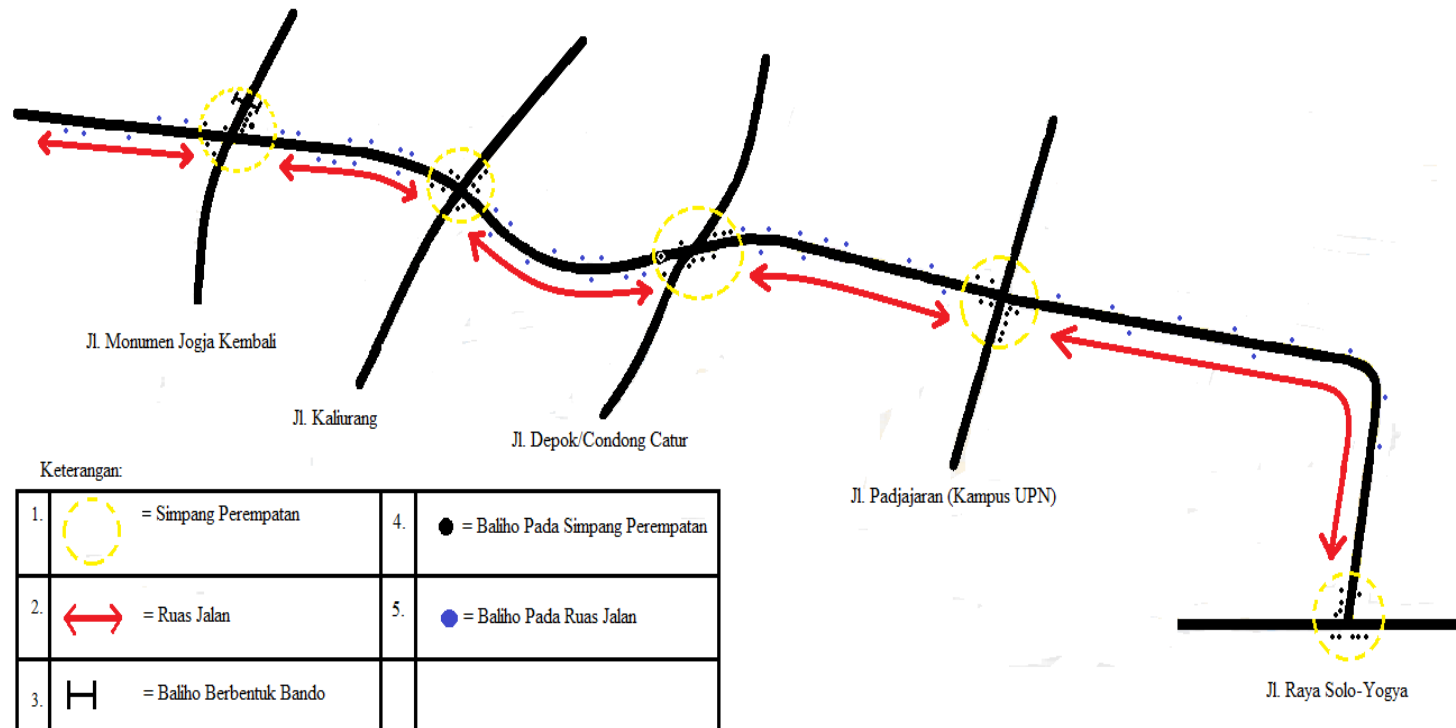 Jl. Monumen Jogja Kembali
Jl. Kaliurang
Jl. Depok/Condong Catur
Jl. Padjajaran (Kampus UPN)
Jl. Raya Solo-Yogya
Keterangan:
1. = Simpang Perempatan
4. = Baliho Pada Simpang Perempatan
2. = Ruas Jalan
5. = Baliho Pada Ruas Jalan
3. = Baliho Berbentuk Bando